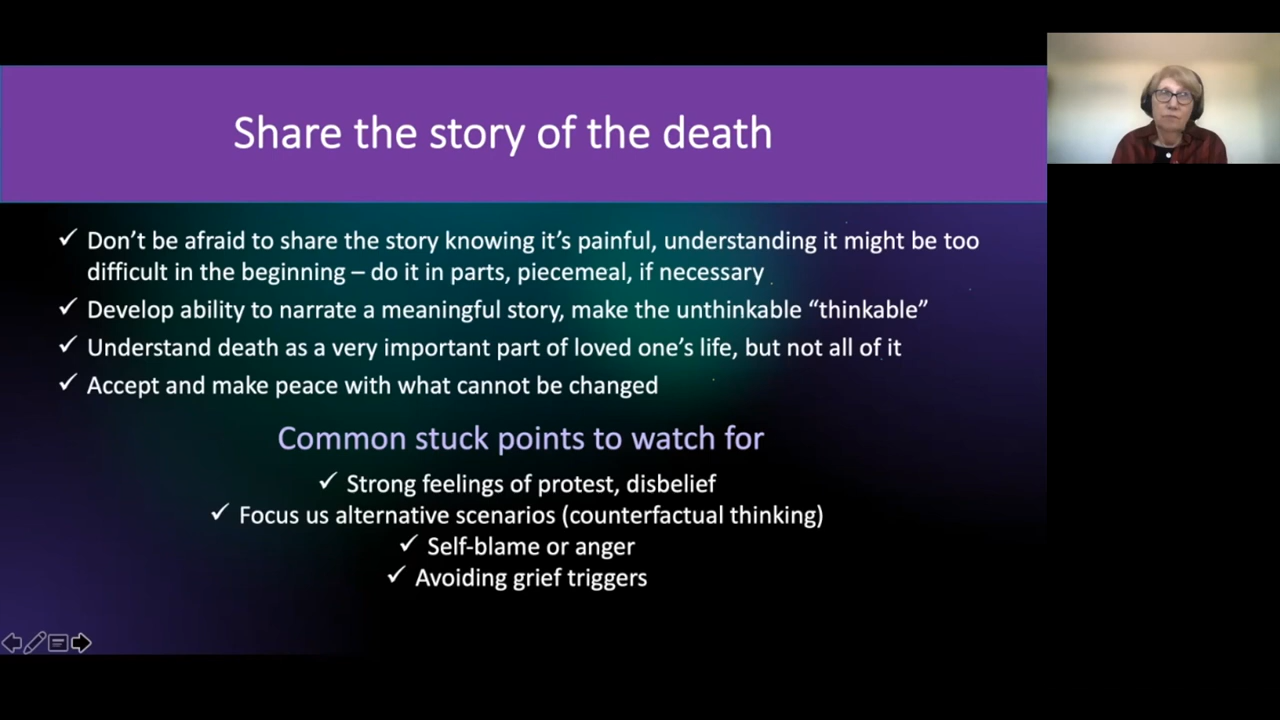 Share the story of the death
✓ Don’t be afraid to share the story knowing it’s painful, understanding it might be too
difficult in the beginning – do it in parts, piecemeal, if necessary
✓ Develop ability to narrate a meaningful story, make the unthinkable “thinkable”
✓ Understand death as a very important part of loved one’s life, but not all of it
✓ Accept and make peace with what cannot be changed
Common stuck points to watch for
✓ Strong feelings of protest, disbelief
✓ Focus us alternative scenarios (counterfactual thinking)
✓ Self-blame or anger
✓ Avoiding grief triggers